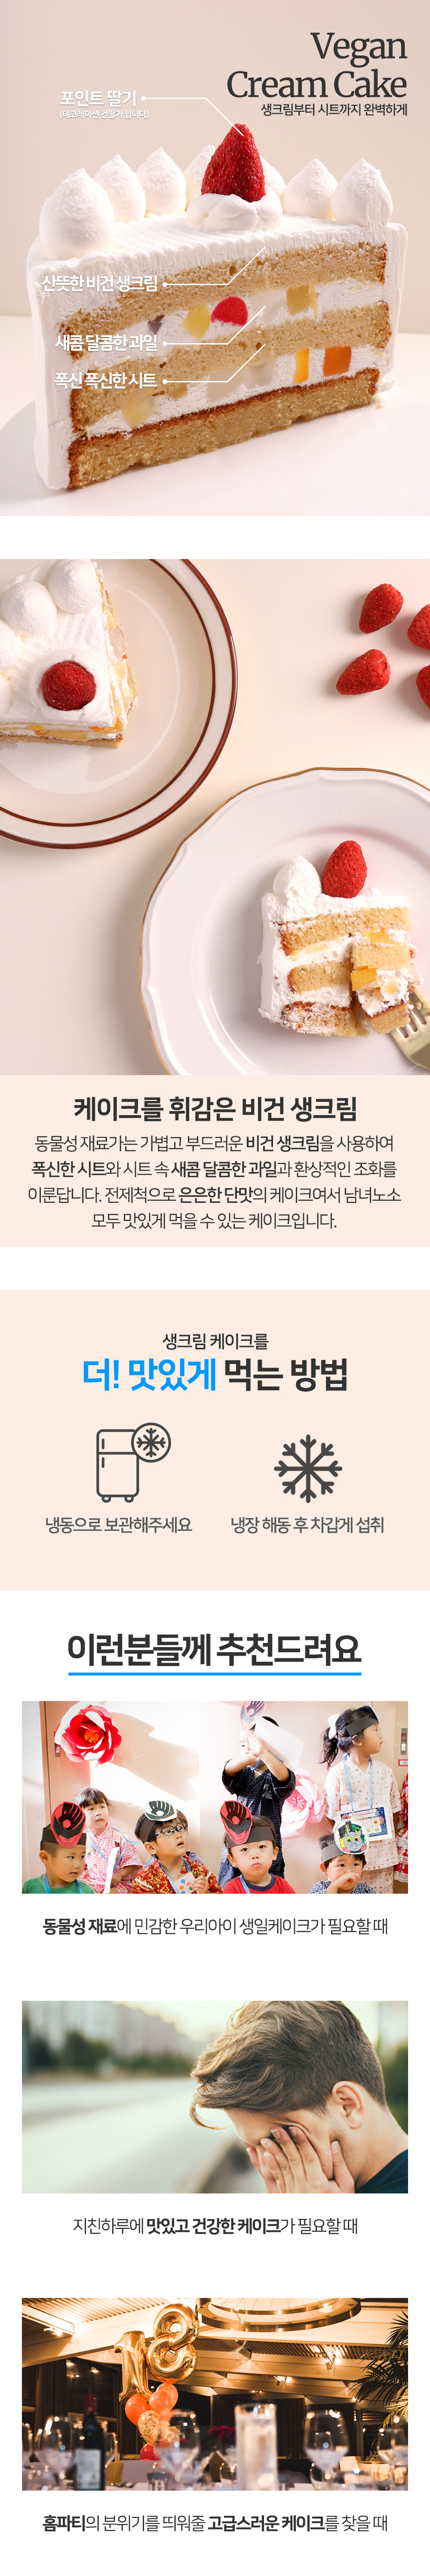 Vegan
Cream Cake
생크림부터 시트까지 완벽하게
포인트 딸기
(데코레이션 건딸기 입니다)
산뜻한 비건 생크림
새콤 달콤한 과일
폭신 폭신한 시트
케이크를 휘감은 비건 생크림
동물성 재료가는 가볍고 부드러운 비건 생크림을 사용하여
폭신한 시트와 시트 속 새콤 달콤한 과일과 환상적인 조화를
이룬답니다. 전제척으로 은은한 단맛의 케이크여서 남녀노소
모두 맛있게 먹을 수 있는 케이크입니다.
생크림 케이크를
더! 맛있게 먹는 방법
냉동으로 보관해주세요
냉장 해동 후 차갑게 섭취
이런분들께 추천드려요
동물성 재료에 민감한 우리아이 생일케이크가 필요할 때
지친하루에 맛있고 건강한 케이크가 필요할 때
18
홈파티의 분위기를 띄워줄 고급스러운 케이크를 찾을 때